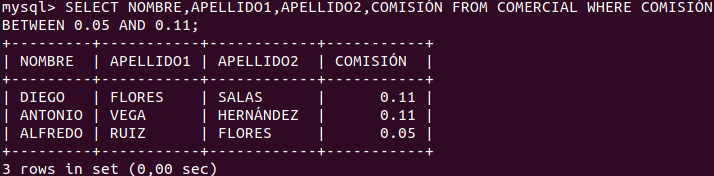 mysql> SELECT NOMBRE,APELLIDO1,APELLIDO2,COMISIÓN FROM COMERCIAL WHERE COMISIÓN
BETWEEN 0.05 AND 0.11;
+---------+-----------+------------+-----------+
| NOMBRE  | APELLIDO1 | APELLIDO2  | COMISIÓN  |
+---------+-----------+------------+-----------+
| DIEGO   | FLORES    | SALAS      |      0.11 |
| ANTONIO | VEGA      | HERNÁNDEZ  |      0.11 |
| ALFREDO | RUIZ      | FLORES     |      0.05 |
+---------+-----------+------------+-----------+
3 rows in set (0,00 sec)